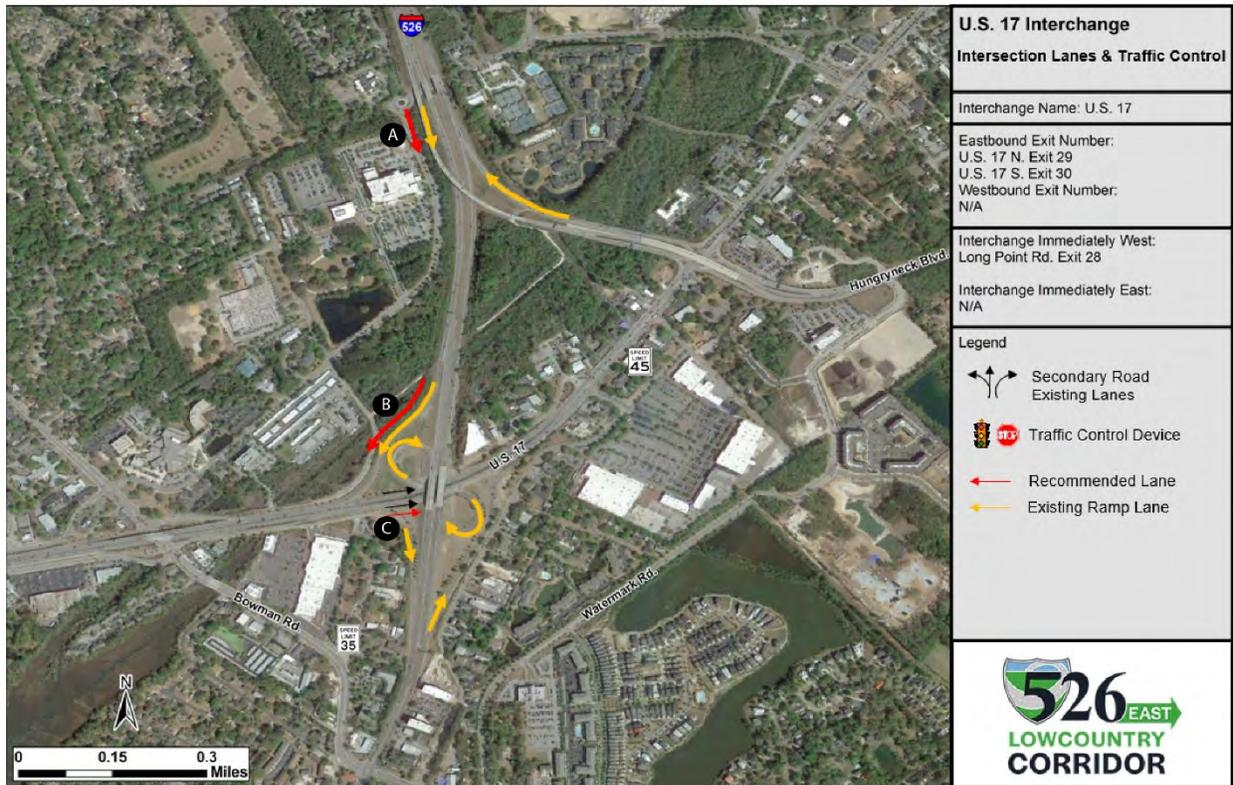 526
A
Hungryneck Blvd.
SPEED
LIMIT
45
B
U.S. 17
C
Watermark Rd.
Bowman Rd.
SPEED
LIMIT
35
N
0 0.15 0.3
Miles
U.S. 17 Interchange
Intersection Lanes & Traffic Control
Interchange Name: U.S. 17
Eastbound Exit Number:
U.S. 17 N. Exit 29
U.S. 17 S. Exit 30
Westbound Exit Number:
N/A
Interchange Immediately West:
Long Point Rd. Exit 28
Interchange Immediately East:
N/A
Legend
Secondary Road
Existing Lanes
STOP
Traffic Control Device
Recommended Lane
Existing Ramp Lane
526 EAST
LOWCOUNTRY
CORRIDOR